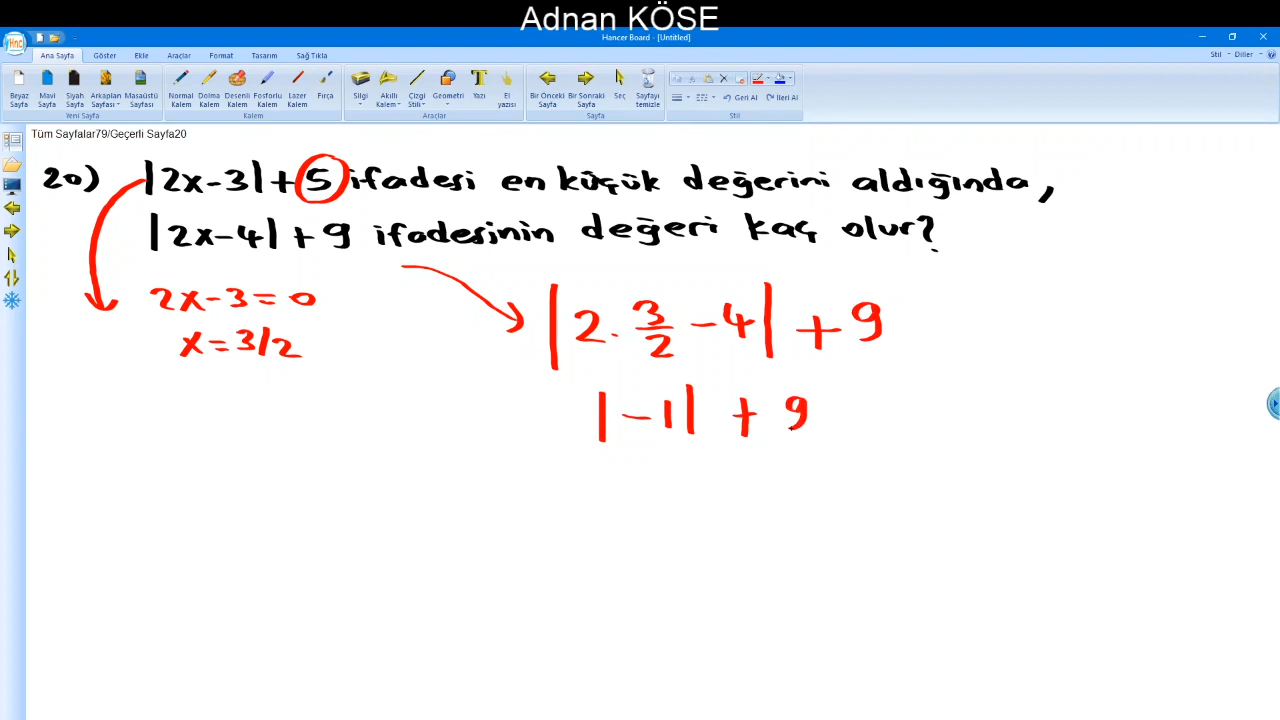 Adnan KÖSE
Hancer Board - [Untitled]
Hnc
Ana Sayfa Göster Ekle Araçlar Format Tasarım Sağ Tıkla Stil Diller
Beyaz Sayfa Mavi Sayfa Siyah Sayfa Arkaplan Sayfası Masaüstü Sayfası Normal Kalem Dolma Kalem Desenli Kalem Fosforlu Kalem Lazer Kalem Fırça Silgi Akıllı Kalem Çizgi Stili Geometri Yazı El yazısı Bir Önceki Sayfa Bir Sonraki Sayfa Seç Sayfayı temizle Geri Al İleri Al
Yeni Sayfa Kalem Araçlar Sayfa Stil
Tüm Sayfalar79/Geçerli Sayfa20
20) |2x-3|+5 ifadesi en küçük değerini aldığında,
|2x-4|+9 ifadesinin değeri kaç olur?
2x-3=0
x=3/2
|2.3/2-4|+9
|-1|+9